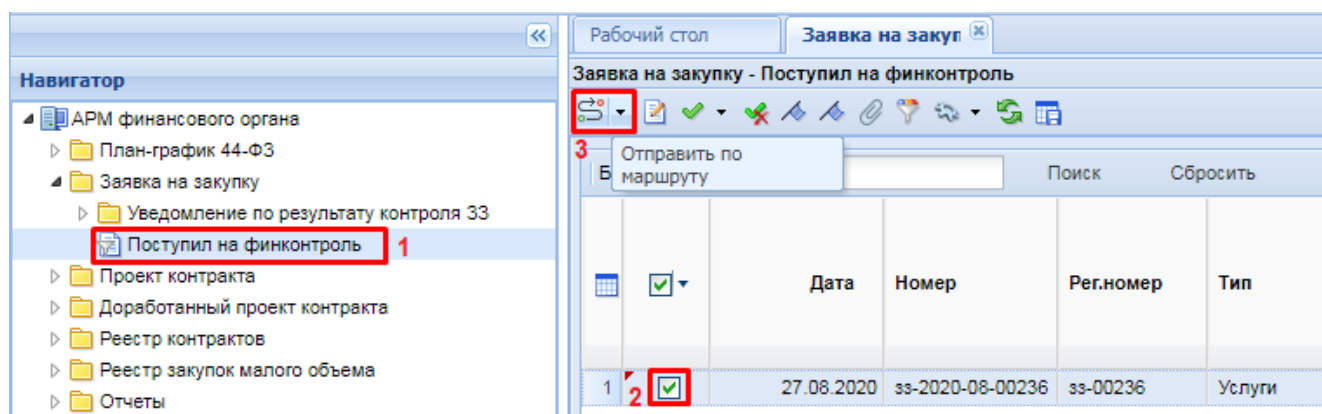 Рабочий стол
Заявка на закуп
Навигатор
Заявка на закупку - Поступил на финконтроль
АРМ финансового органа
План-график 44-ФЗ
Заявка на закупку
Уведомление по результату контроля ЗЗ
Поступил на финконтроль 1
Проект контракта
Доработанный проект контракта
Реестр контрактов
Реестр закупок малого объема
Отчеты
3 Отправить по
маршруту
Б Поиск Сбросить
Дата Номер Рег.номер Тип
1 2 27.08.2020 зз-2020-08-00236 зз-00236 Услуги